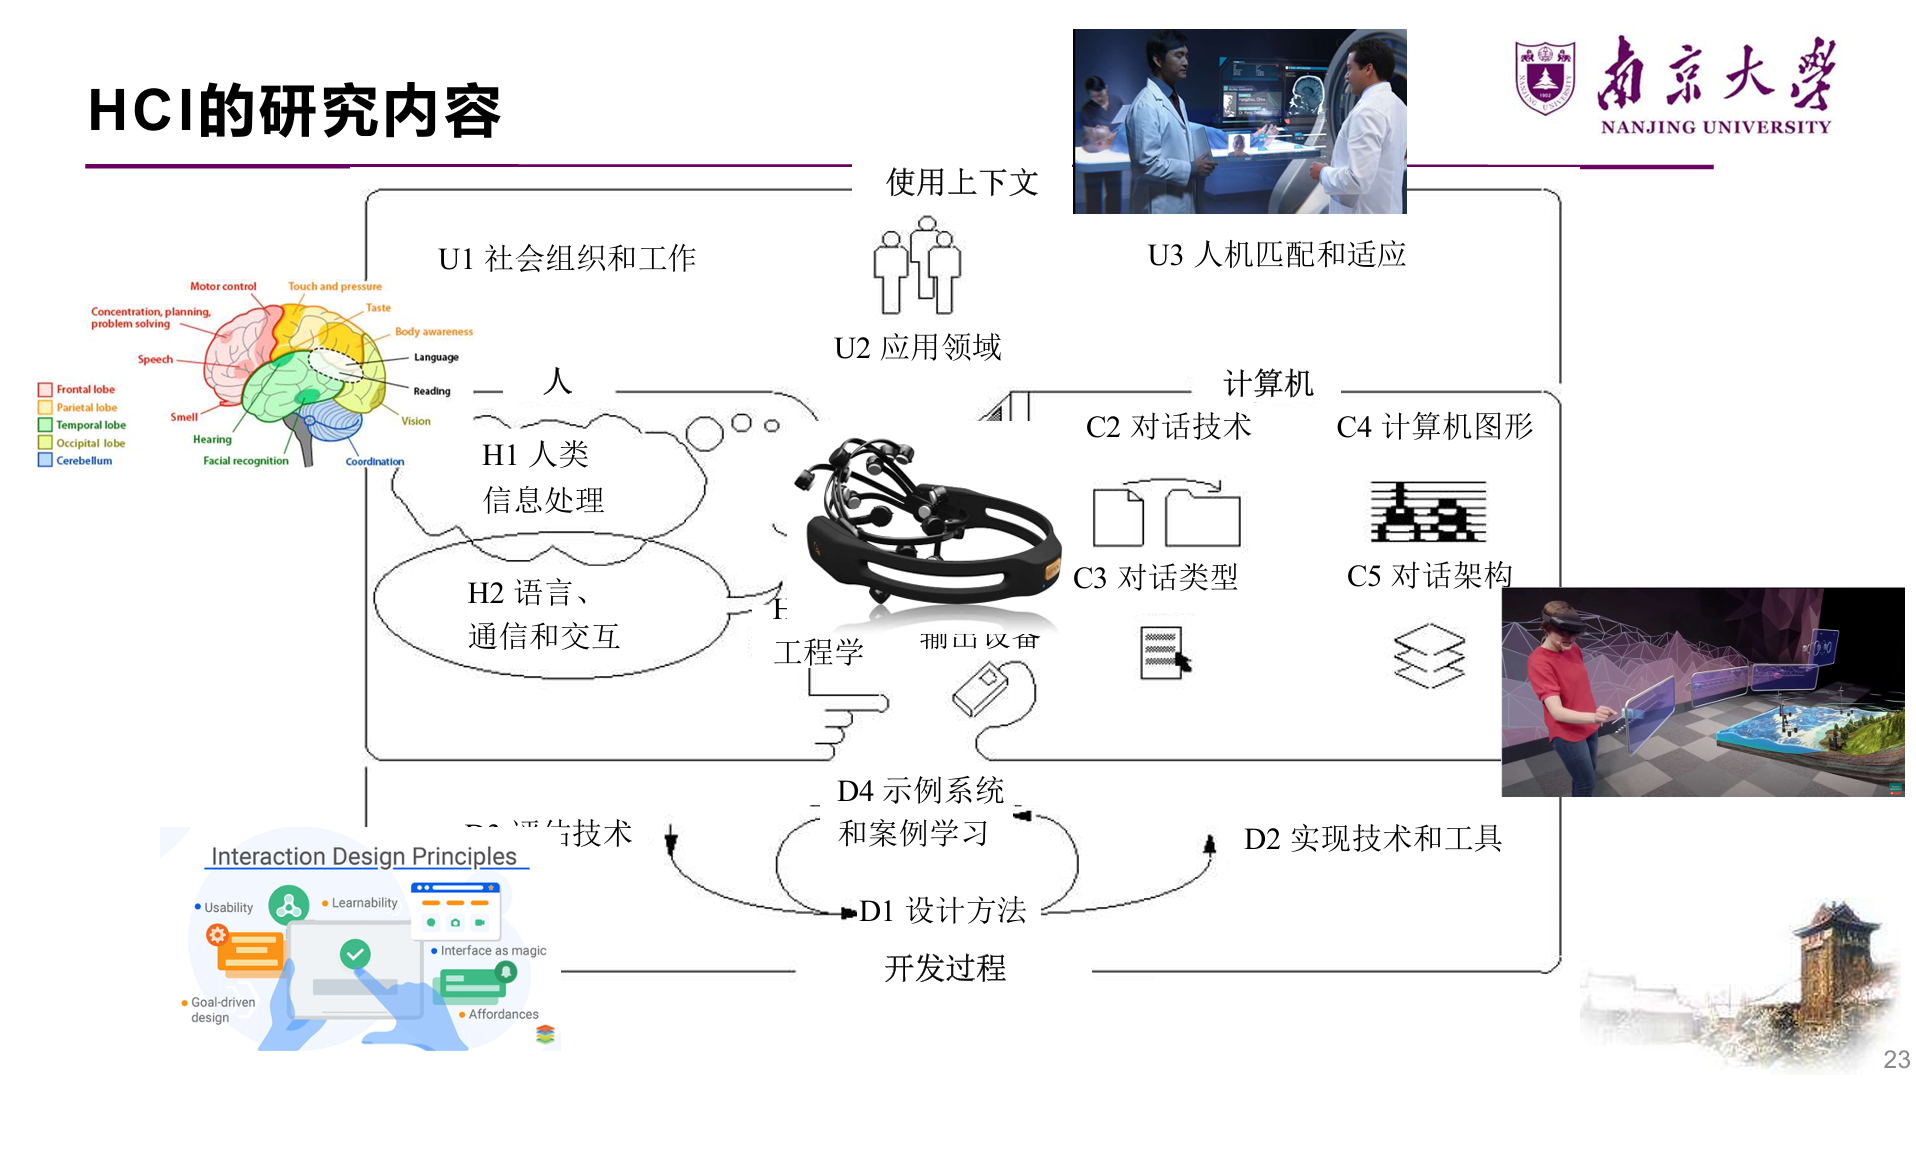 HCI的研究内容
南京大学
NANJING UNIVERSITY
使用上下文
U1 社会组织和工作
U3 人机匹配和适应
U2 应用领域
Motor control
Touch and pressure
Taste
Concentration, planning,
problem solving
Body awareness
Speech
Language
Reading
Frontal lobe
Parietal lobe
Temporal lobe
Occipital lobe
Cerebellum
Smell
Vision
Hearing
Facial recognition
Coordination
人
计算机
H1 人类
信息处理
H2 语言、
通信和交互
工程学
输出设备
C2 对话技术
C4 计算机图形
C3 对话类型
C5 对话架构
D4 示例系统
和案例学习
评估技术
D2 实现技术和工具
D1 设计方法
开发过程
Interaction Design Principles
Usability
Learnability
Interface as magic
Goal-driven
design
Affordances
23